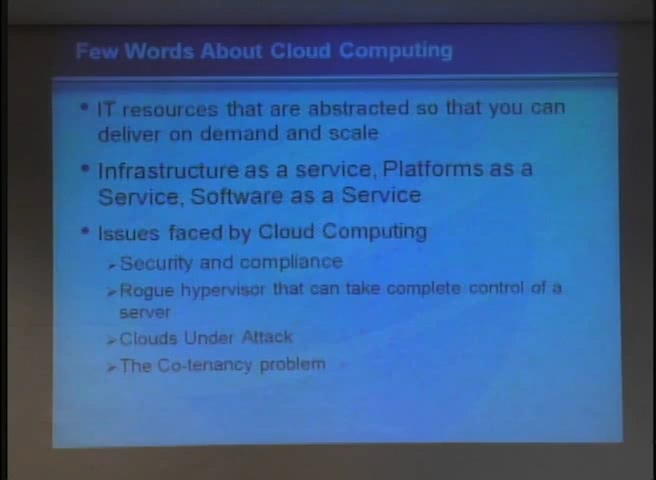 Few Words About Cloud Computing
• IT resources that are abstracted so that you can
deliver on demand and scale
• Infrastructure as a service, Platforms as a
Service, Software as a Service
• Issues faced by Cloud Computing
➢ Security and compliance
➢ Rogue hypervisor that can take complete control of a
server
➢ Clouds Under Attack
➢ The Co-tenancy problem